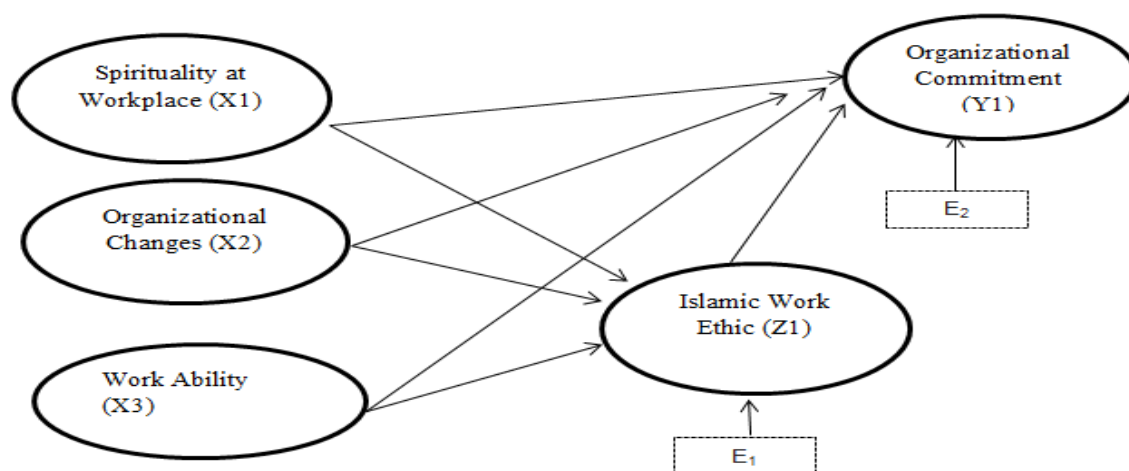 Spirituality at
Workplace (X1)
Organizational
Commitment
(Y1)
E₂
Organizational
Changes (X2)
Islamic Work
Ethic (Z1)
Work Ability
(X3)
E₁